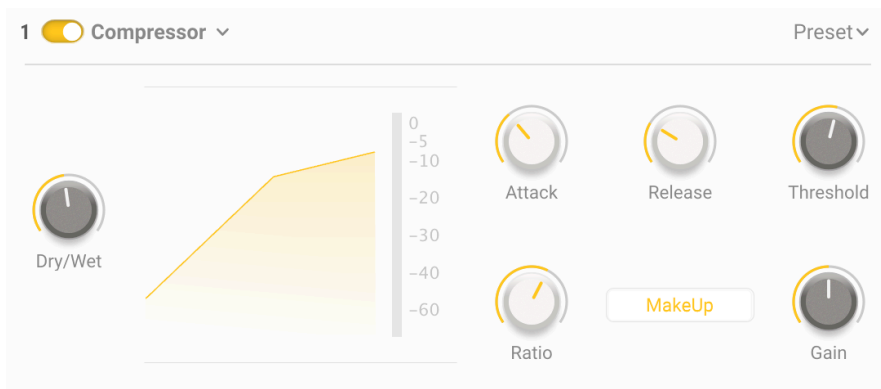 1 Compressor
Preset
0
-5
-10
-20
-30
-40
-60
Dry/Wet
Attack
Release
Threshold
Ratio
MakeUp
Gain